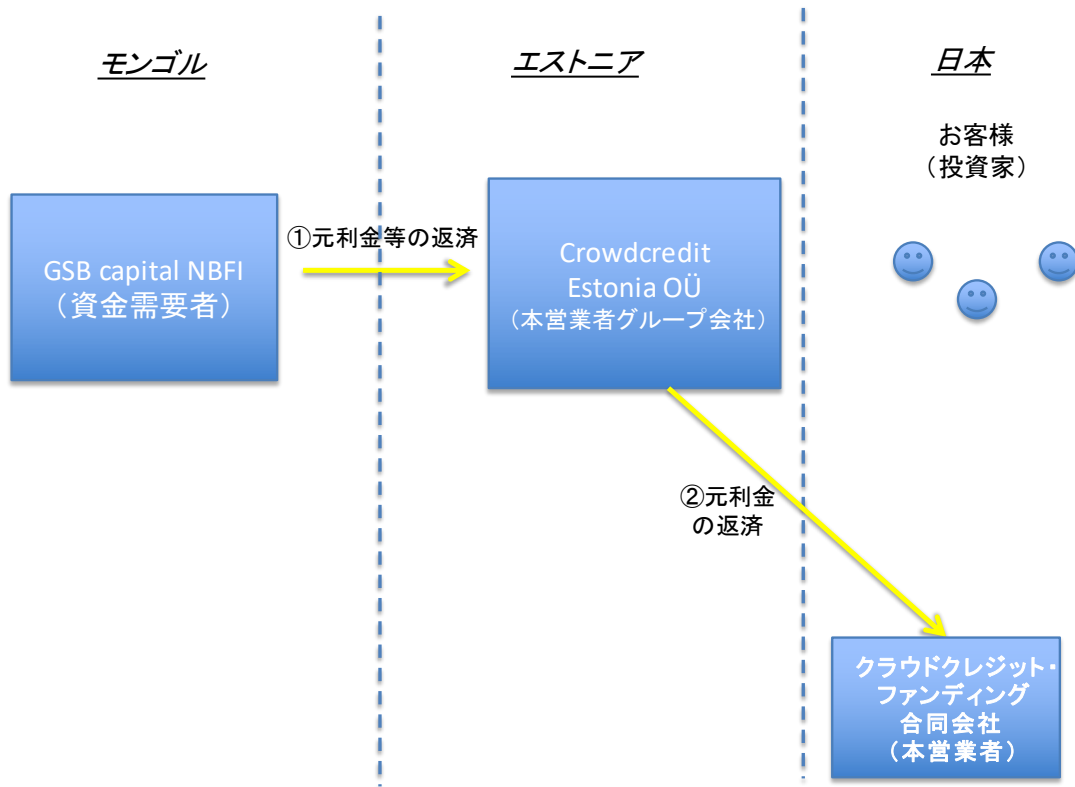 モンゴル
エストニア
日本
お客様
（投資家）
GSB capital NBFI
（資金需要者）
①元利金等の返済
Crowdcredit
Estonia OÜ
（本営業者グループ会社）
②元利金
の返済
クラウドクレジット・
ファンディング
合同会社
（本営業者）